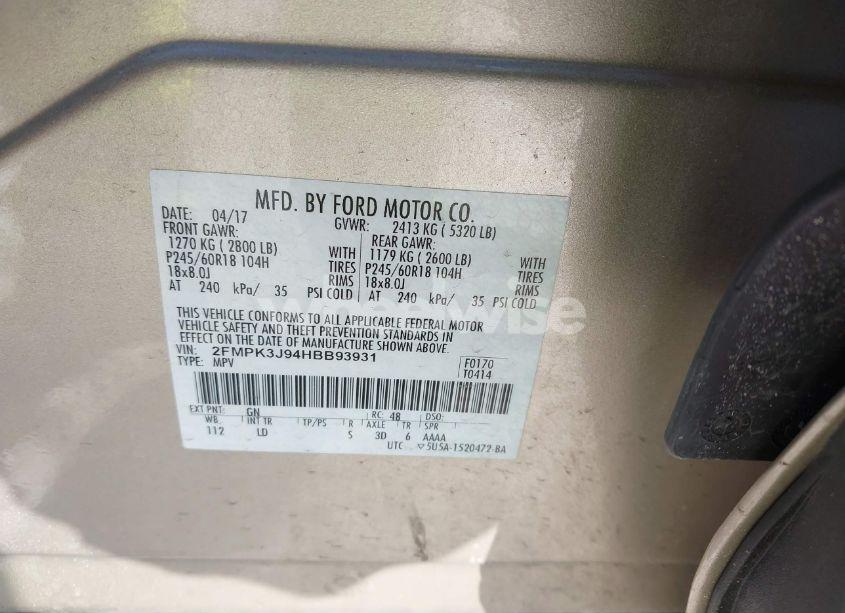 MFD. BY FORD MOTOR CO.
DATE: 04/17 GVWR: 2413 KG ( 5320 LB)
FRONT GAWR: REAR GAWR:
1270 KG ( 2800 LB) WITH 1179 KG ( 2600 LB) WITH
P245/60R18 104H TIRES P245/60R18 104H TIRES
18x8.0J RIMS 18x8.0J RIMS
AT 240 kPa/ 35 PSI COLD AT 240 kPa/ 35 PSI COLD
THIS VEHICLE CONFORMS TO ALL APPLICABLE FEDERAL MOTOR
VEHICLE SAFETY AND THEFT PREVENTION STANDARDS IN
EFFECT ON THE DATE OF MANUFACTURE SHOWN ABOVE.
VIN: 2FMPK3J94HBB93931 F0170
TYPE: MPV T0414
EXT PNT: GN RC: 48 DSO:
WB INT TR TP/PS R AXLE TR SPR
112 LD S 3D 6 AAAA
UTC ▽5U5A-1520472-BA
wheelwise